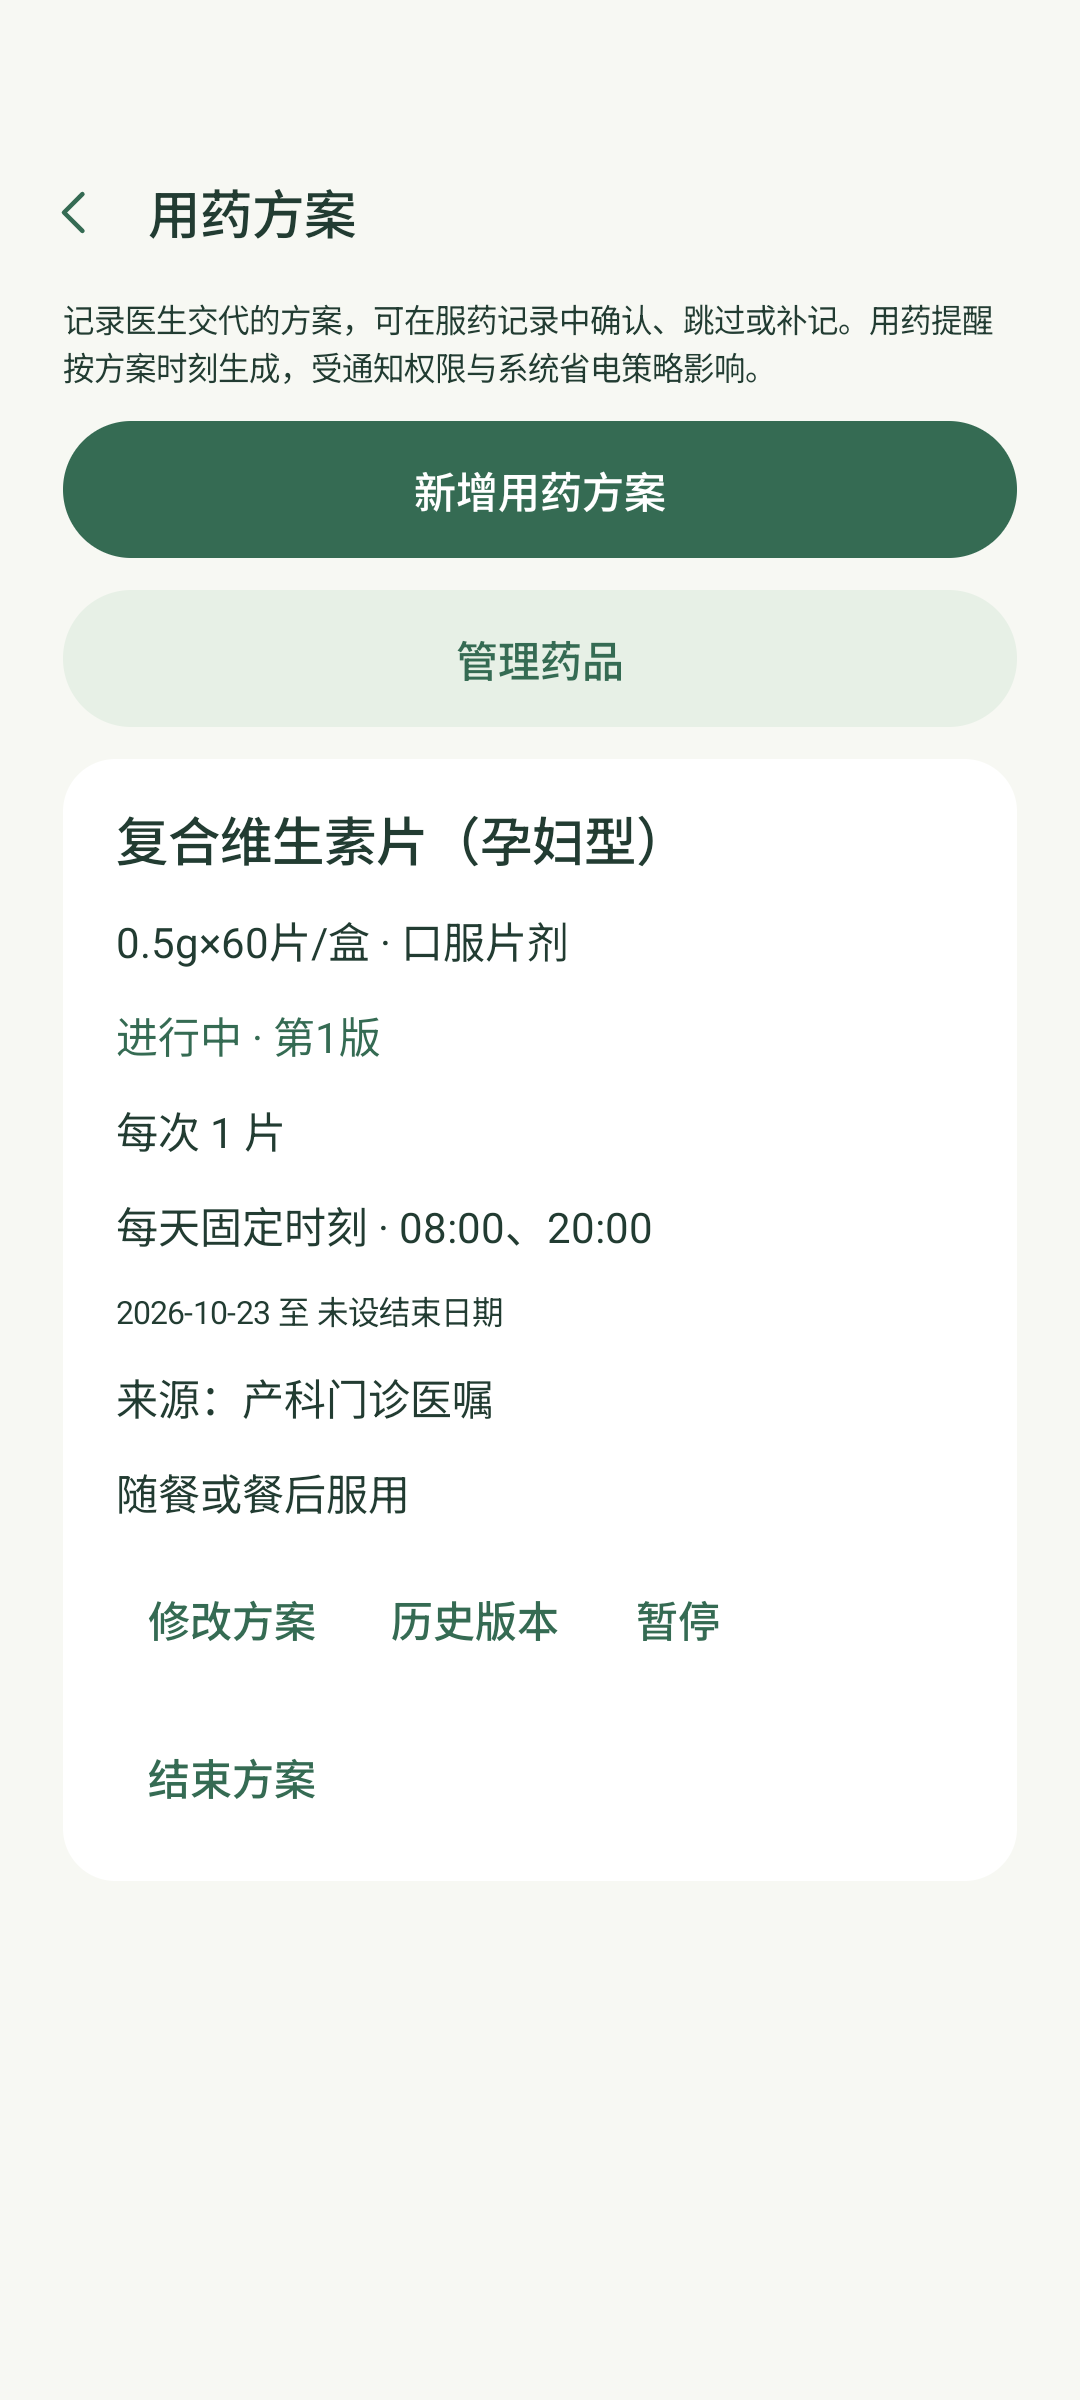 用药方案
记录医生交代的方案，可在服药记录中确认、跳过或补记。用药提醒
按方案时刻生成，受通知权限与系统省电策略影响。
新增用药方案
管理药品
复合维生素片（孕妇型）
0.5g×60片/盒 · 口服片剂
进行中 · 第1版
每次 1 片
每天固定时刻 · 08:00、20:00
2026-10-23 至 未设结束日期
来源：产科门诊医嘱
随餐或餐后服用
修改方案 历史版本 暂停
结束方案